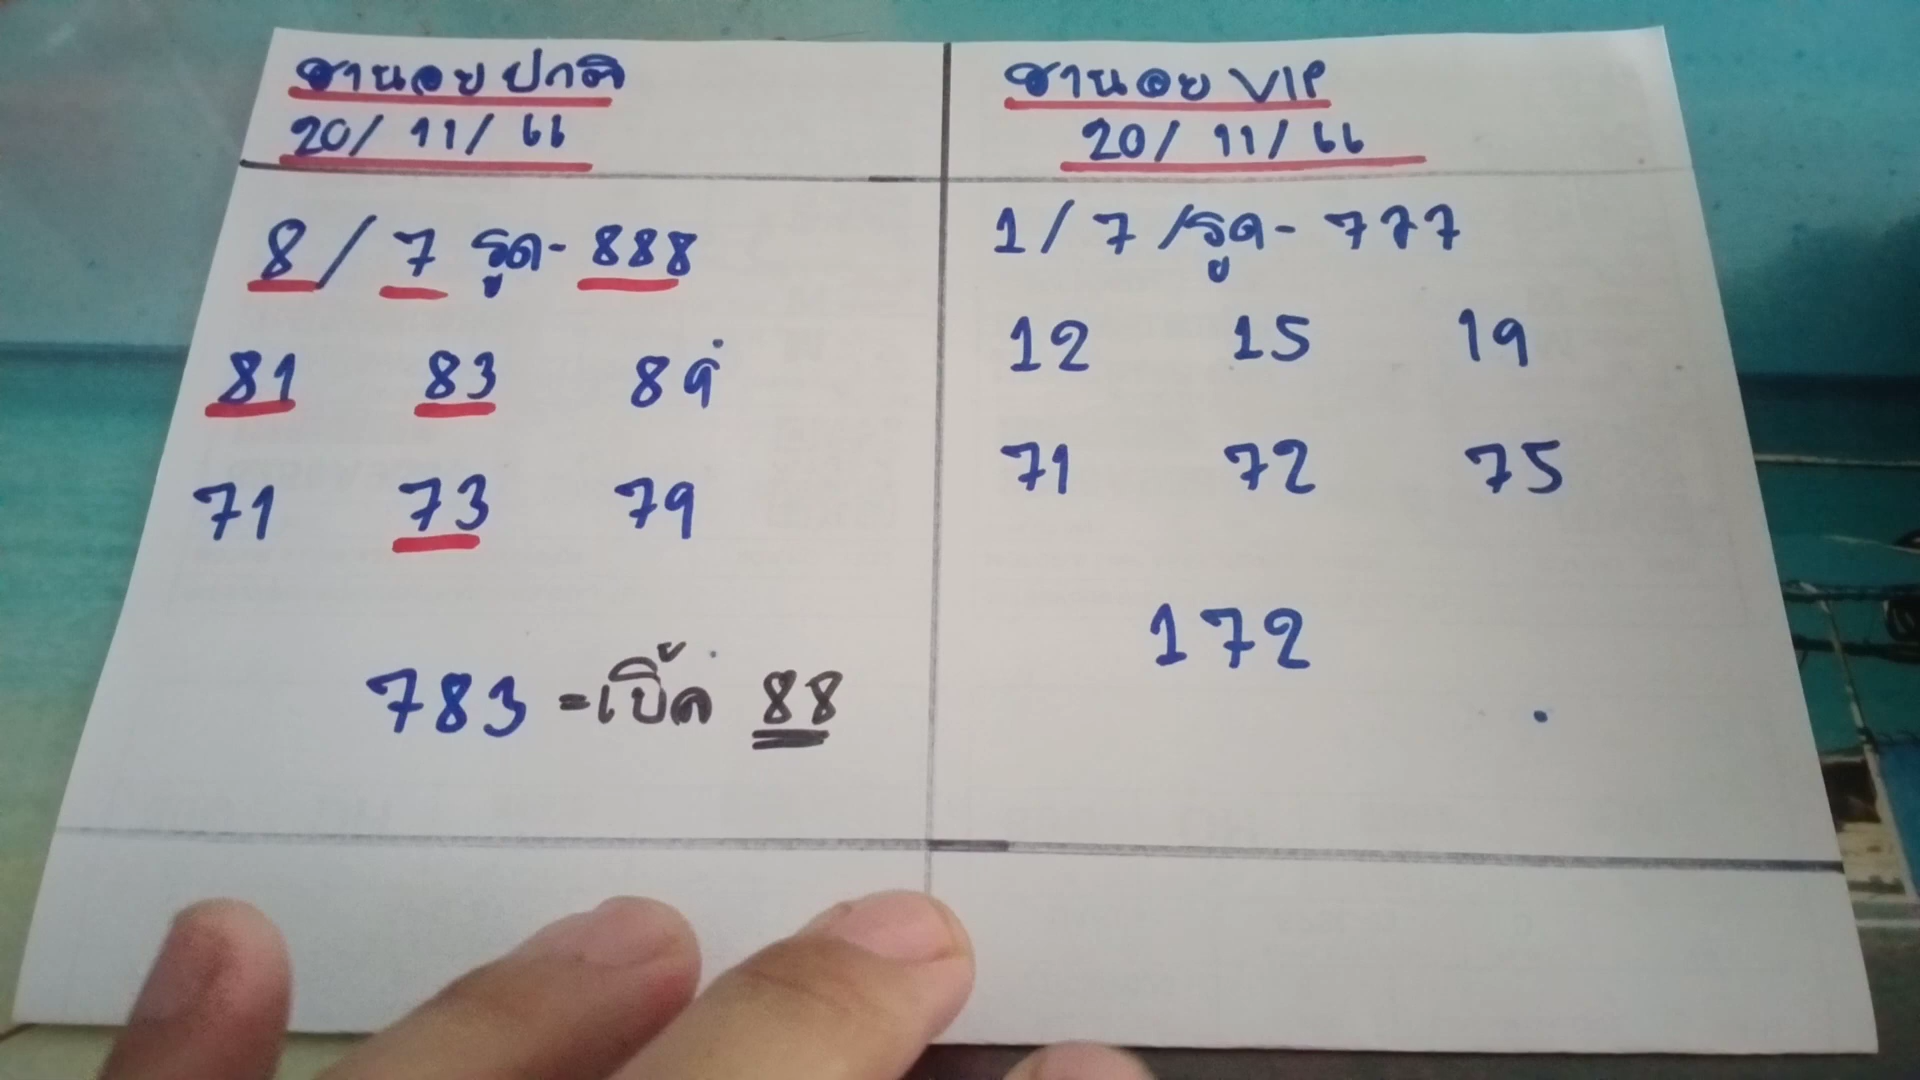 ฮานอย ปกติ
20/ 11/ 66
8/7 รูด- 888
81 83 89
71 73 79
783 =เบิ้ล 88
ฮานอย VIP
20/ 11/ 66
1/7/รูด- 777
12 15 19
71 72 75
172